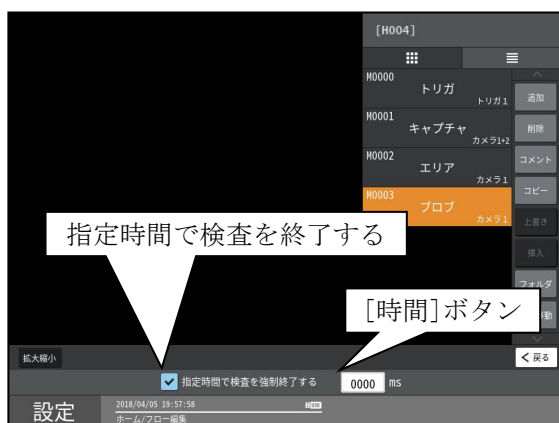 [H004]
M0000
トリガ
トリガ1
追加
M0001
キャプチャ
カメラ1+2
削除
M0002
エリア
カメラ1
コメント
M0003
ブロブ
カメラ1
コピー
上書き
挿入
フォルダ
動
指定時間で検査を終了する
[時間]ボタン
拡大縮小
戻る
指定時間で検査を強制終了する
0000 ms
設定
2018/04/05 19:57:58
ホーム/フロー編集